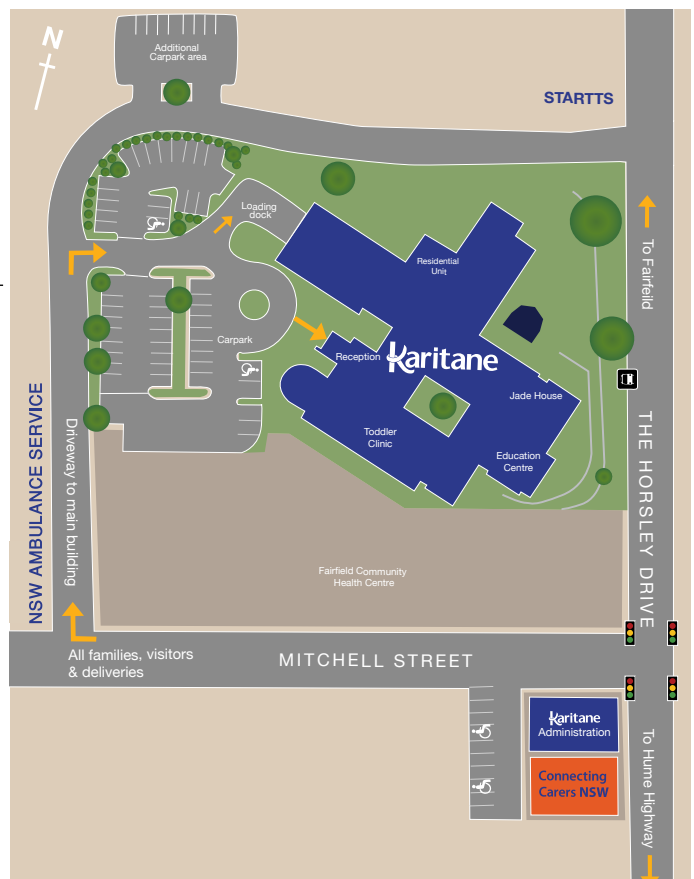 N
Additional
Carpark area
STARTTS
Loading
dock
To Fairfeild
Residential
Unit
Carpark
Reception
Karitane
Jade House
Toddler
Clinic
Education
Centre
NSW AMBULANCE SERVICE
Driveway to main building
THE HORSLEY DRIVE
Fairfield Community
Health Centre
All families, visitors
& deliveries
MITCHELL STREET
Karitane
Administration
Connecting
Carers NSW
To Hume Highway